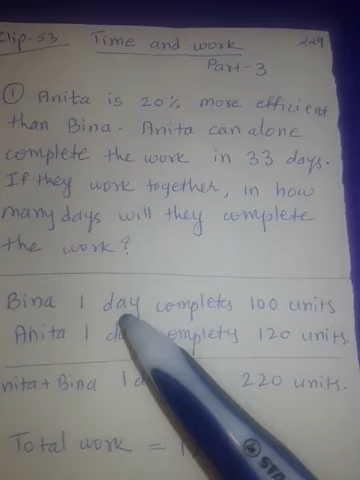 Clip-53 Time and work 229
Part-3
① Anita is 20% more efficient
than Bina. Anita can alone
complete the work in 33 days.
If they work together, in how
many days will they complete
the work?
Bina 1 day completes 100 units
Anita 1 120 units.
+ Bina 1 220 units.
Total work =
STA